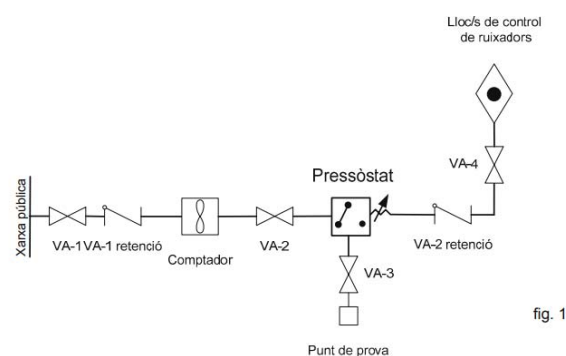 Lloc/s de control
de ruixadors
VA-4
Pressòstat
Xarxa pública
VA-1 VA-1 retenció
Comptador
VA-2
VA-3
VA-2 retenció
Punt de prova
fig. 1